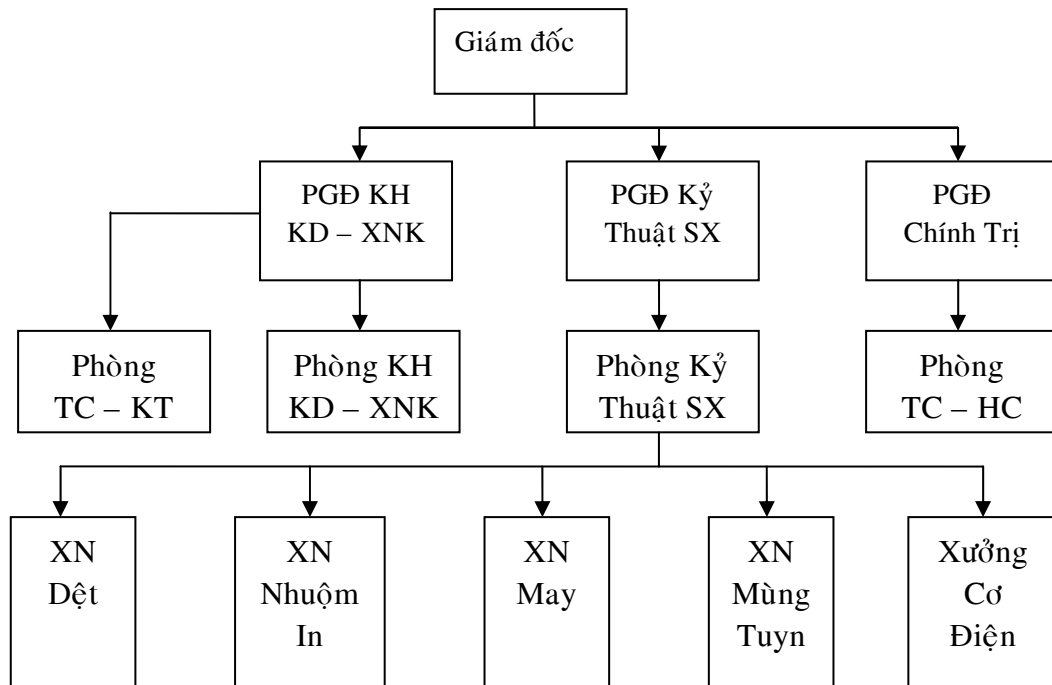 Giám đốc
PGĐ KH
KD – XNK
PGĐ Kỷ
Thuật SX
PGĐ
Chính Trị
Phòng
TC – KT
Phòng KH
KD – XNK
Phòng Kỷ
Thuật SX
Phòng
TC – HC
XN
Dệt
XN
Nhuộm
In
XN
May
XN
Mùng
Tuyn
Xưởng
Cơ
Điện